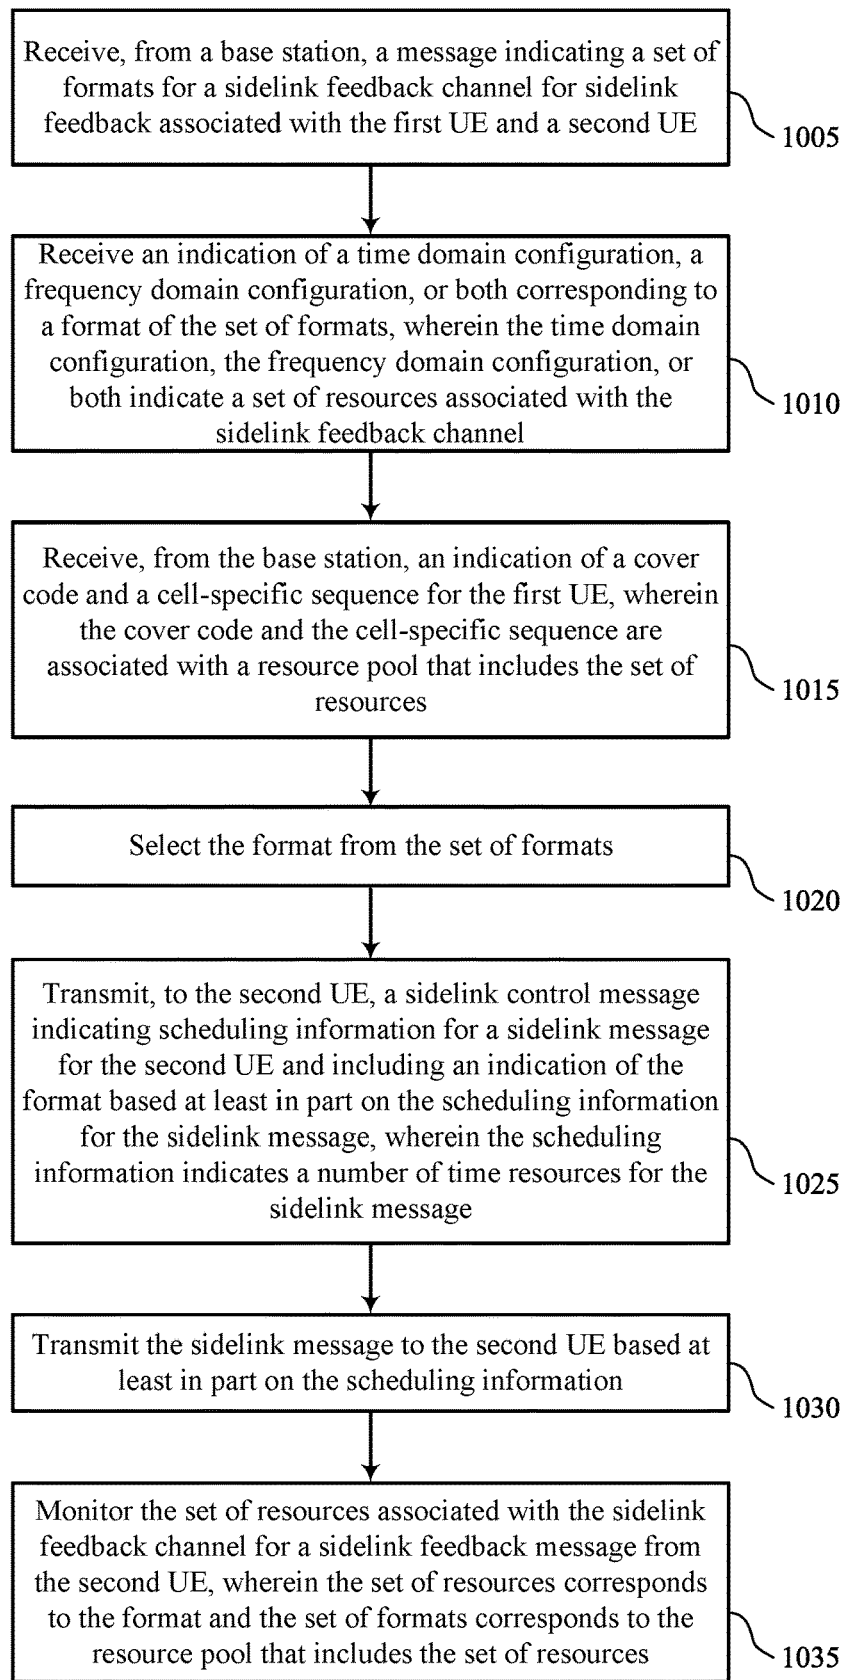 Receive, from a base station, a message indicating a set of
formats for a sidelink feedback channel for sidelink
feedback associated with the first UE and a second UE
1005
Receive an indication of a time domain configuration, a
frequency domain configuration, or both corresponding to
a format of the set of formats, wherein the time domain
configuration, the frequency domain configuration, or
both indicate a set of resources associated with the
sidelink feedback channel
1010
Receive, from the base station, an indication of a cover
code and a cell-specific sequence for the first UE, wherein
the cover code and the cell-specific sequence are
associated with a resource pool that includes the set of
resources
1015
Select the format from the set of formats
1020
Transmit, to the second UE, a sidelink control message
indicating scheduling information for a sidelink message
for the second UE and including an indication of the
format based at least in part on the scheduling information
for the sidelink message, wherein the scheduling
information indicates a number of time resources for the
sidelink message
1025
Transmit the sidelink message to the second UE based at
least in part on the scheduling information
1030
Monitor the set of resources associated with the sidelink
feedback channel for a sidelink feedback message from
the second UE, wherein the set of resources corresponds
to the format and the set of formats corresponds to the
resource pool that includes the set of resources
1035